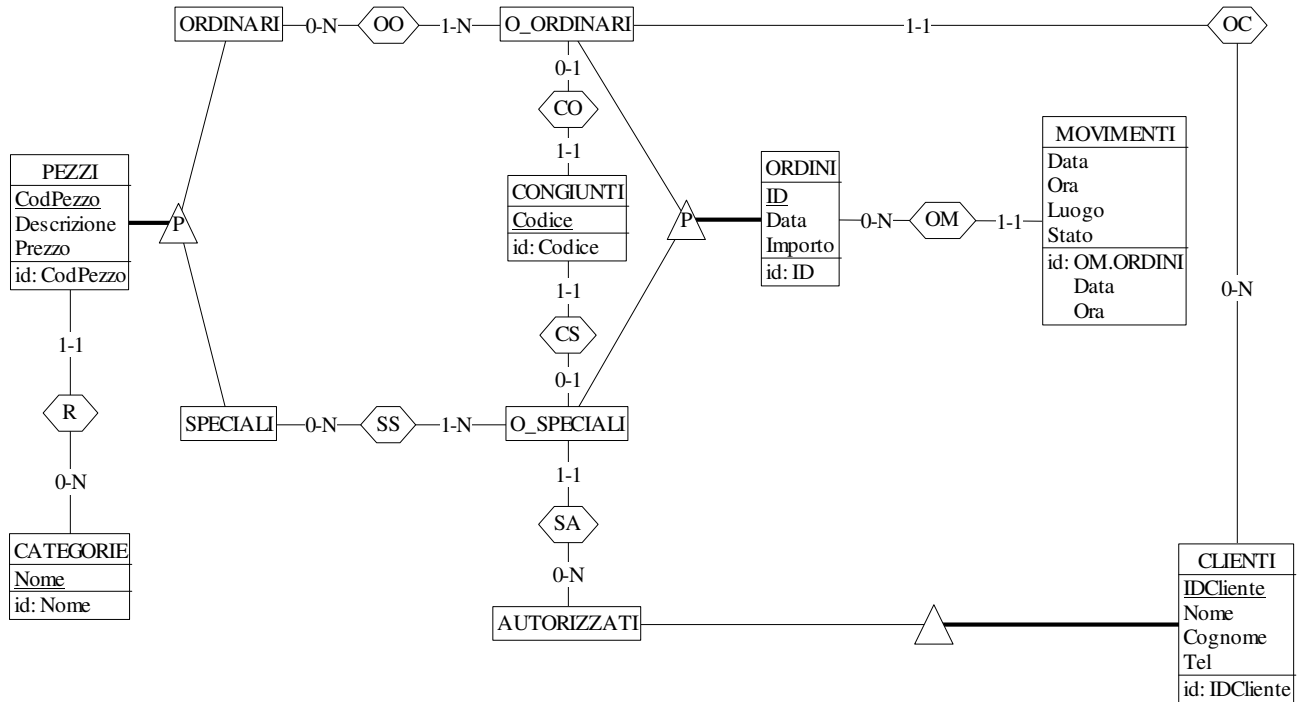 ORDINARI
0-N
OO
1-N
O_ORDINARI
1-1
OC
0-1
CO
1-1
PEZZI
CodPezzo
Descrizione
Prezzo
id: CodPezzo
P
CONGIUNTI
Codice
id: Codice
P
ORDINI
ID
Data
Importo
id: ID
0-N
OM
1-1
MOVIMENTI
Data
Ora
Luogo
Stato
id: OM.ORDINI
Data
Ora
0-N
1-1
CS
0-1
1-1
R
0-N
SPECIALI
0-N
SS
1-N
O_SPECIALI
1-1
SA
0-N
CATEGORIE
Nome
id: Nome
AUTORIZZATI
CLIENTI
IDCliente
Nome
Cognome
Tel
id: IDCliente